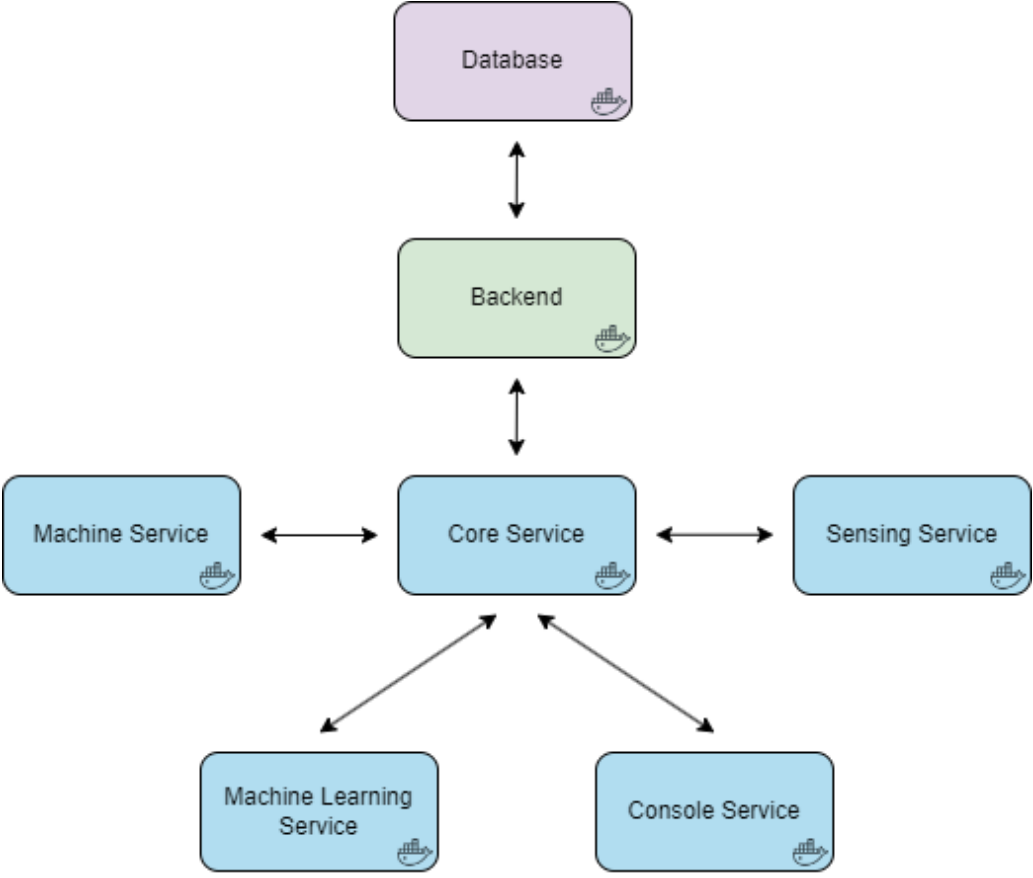 Database
Backend
Machine Service
Core Service
Sensing Service
Machine Learning
Service
Console Service